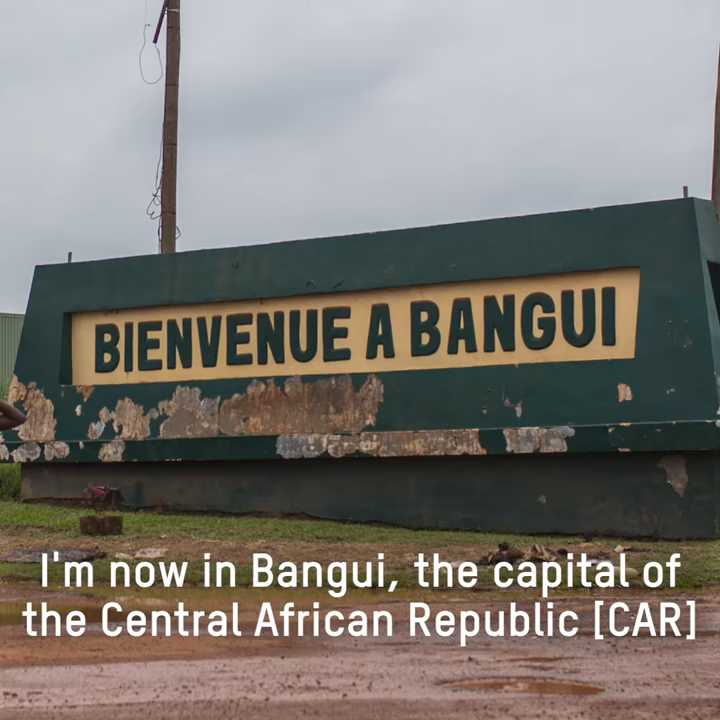 BIENVENUE A BANGUI
I'm now in Bangui, the capital of
the Central African Republic [CAR]